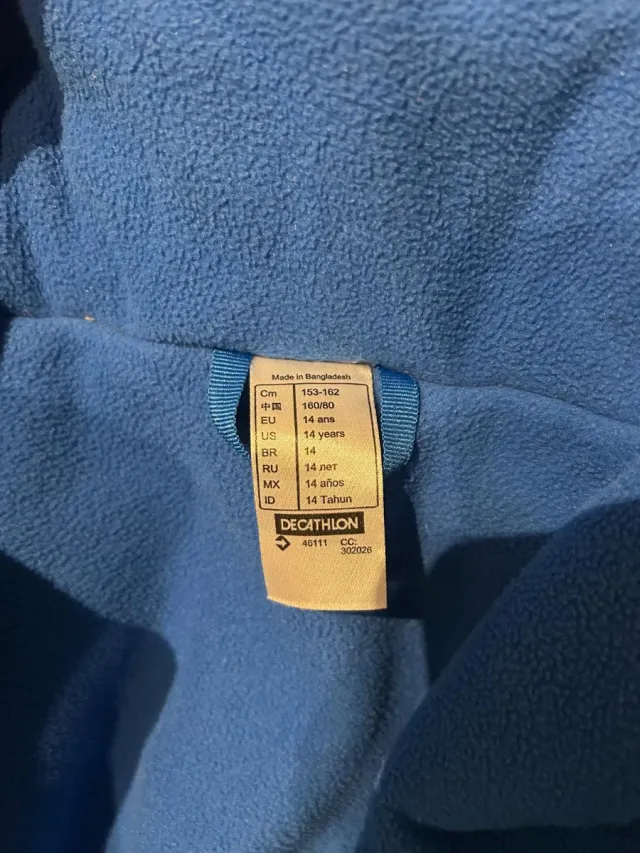 Made in Bangladesh
Cm 153-162
中国 160/80
EU 14 ans
US 14 years
BR 14
RU 14 лет
MX 14 años
ID 14 Tahun
DECATHLON
46111 CC:
302026